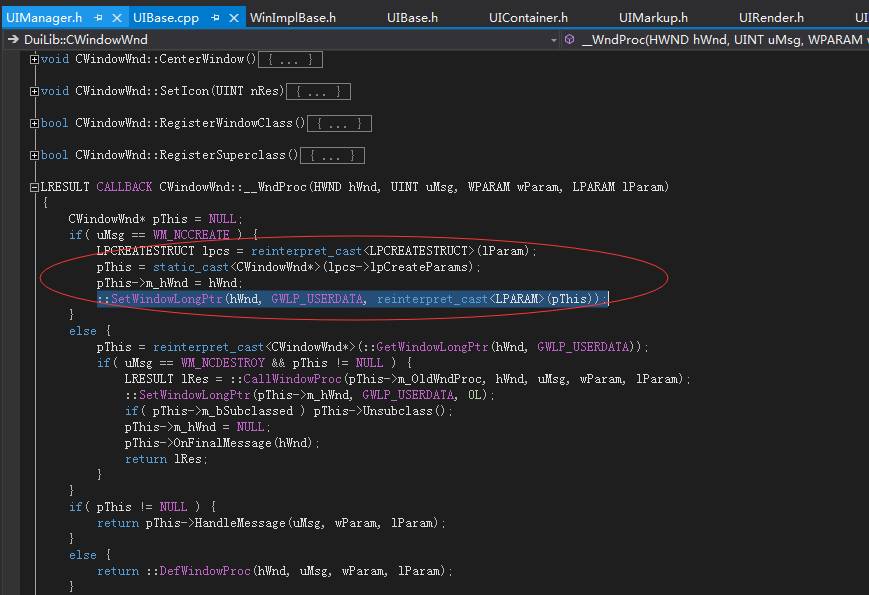 UIManager.h UIBase.cpp WinImplBase.h UIBase.h UIContainer.h UIMarkup.h UIRender.h UI
DuiLib::CWindowWnd __WndProc(HWND hWnd, UINT uMsg, WPARAM w
void CWindowWnd::CenterWindow(){ ... }
void CWindowWnd::SetIcon(UINT nRes){ ... }
bool CWindowWnd::RegisterWindowClass(){ ... }
bool CWindowWnd::RegisterSuperclass(){ ... }
LRESULT CALLBACK CWindowWnd::__WndProc(HWND hWnd, UINT uMsg, WPARAM wParam, LPARAM lParam)
{
CWindowWnd* pThis = NULL;
if( uMsg == WM_NCCREATE ) {
LPCREATESTRUCT lpcs = reinterpret_cast<LPCREATESTRUCT>(lParam);
pThis = static_cast<CWindowWnd*>(lpcs->lpCreateParams);
pThis->m_hWnd = hWnd;
::SetWindowLongPtr(hWnd, GWLP_USERDATA, reinterpret_cast<LPARAM>(pThis));
}
else {
pThis = reinterpret_cast<CWindowWnd*>(::GetWindowLongPtr(hWnd, GWLP_USERDATA));
if( uMsg == WM_NCDESTROY && pThis != NULL ) {
LRESULT lRes = ::CallWindowProc(pThis->m_OldWndProc, hWnd, uMsg, wParam, lParam);
::SetWindowLongPtr(pThis->m_hWnd, GWLP_USERDATA, 0L);
if( pThis->m_bSubclassed ) pThis->Unsubclass();
pThis->m_hWnd = NULL;
pThis->OnFinalMessage(hWnd);
return lRes;
}
}
if( pThis != NULL ) {
return pThis->HandleMessage(uMsg, wParam, lParam);
}
else {
return ::DefWindowProc(hWnd, uMsg, wParam, lParam);
}